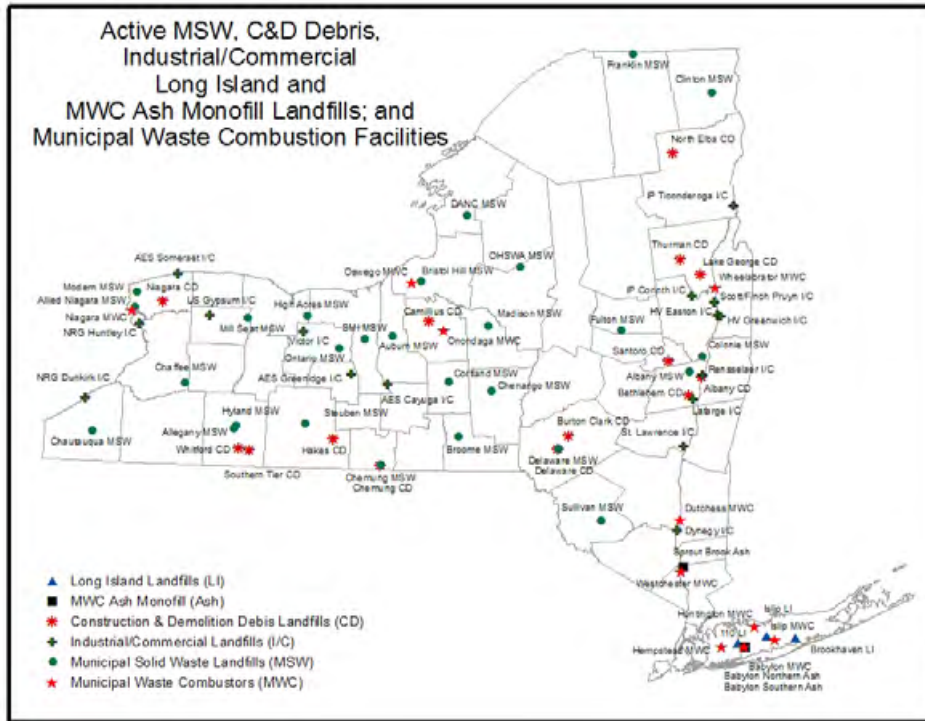 Active MSW, C&D Debris,
Industrial/Commercial
Long Island and
MWC Ash Monofill Landfills; and
Municipal Waste Combustion Facilities
Franklin MSW
Clinton MSW
North Elba CD
IP Ticonderoga I/C
DANC MSW
OHSWA MSW
Thurman CD
Lake George CD
Wheelabrator MWC
AES Somerset I/C
Oswego MWC
Bristol Hill MSW
Modern MSW
Niagara CD
Allied Niagara MSW
US Gypsum I/C
High Acres MSW
IP Corinth I/C
Scott/Finch Pruyn I/C
Niagara MWC
Camillus CD
Madison MSW
HV Easton I/C
HV Greenwich I/C
NRG Huntley I/C
Mill Seat MSW
Victor I/C
Auburn MSW
Onondaga MWC
Fulton MSW
Ontario MSW
Santoro CD
Colonie MSW
Chaffee MSW
Cortland MSW
Albany MSW
Rensselaer I/C
NRG Dunkirk I/C
AES Greenidge I/C
Chenango MSW
Bethlehem CD
Albany CD
AES Cayuga I/C
Lafarge I/C
Hyland MSW
Steuben MSW
Burton Clark CD
St. Lawrence I/C
Chautauqua MSW
Allegany MSW
Whitford CD
Hakes CD
Broome MSW
Delaware MSW
Delaware CD
Southern Tier CD
Chemung MSW
Chemung CD
Sullivan MSW
Dutchess MWC
Dynegy I/C
Sprout Brook Ash
Westchester MWC
Huntington MWC
Islip LI
110 LI
Islip MWC
Hempstead MWC
Brookhaven LI
Babylon MWC
Babylon Northern Ash
Babylon Southern Ash
Long Island Landfills (LI)
MWC Ash Monofill (Ash)
Construction & Demolition Debis Landfills (CD)
Industrial/Commercial Landfills (I/C)
Municipal Solid Waste Landfills (MSW)
Municipal Waste Combustors (MWC)